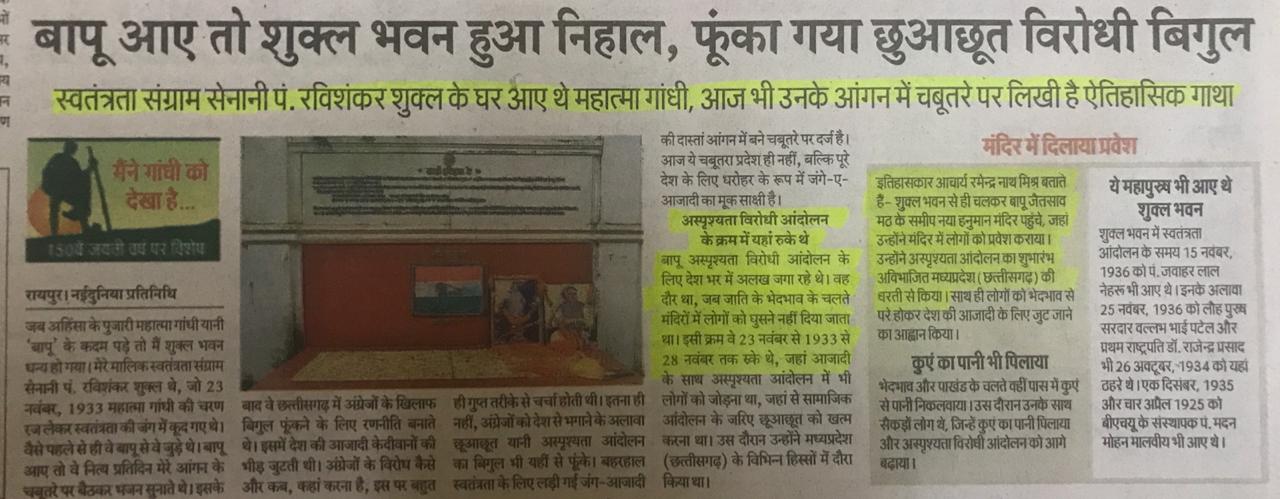 बापू आए तो शुक्ल भवन हुआ निहाल, फूंका गया छुआछूत विरोधी बिगुल
स्वतंत्रता संग्राम सेनानी पं. रविशंकर शुक्ल के घर आए थे महात्मा गांधी, आज भी उनके आंगन में चबूतरे पर लिखी है ऐतिहासिक गाथा
मैंने गांधी को
देखा है...
150वें जयंती वर्ष पर विशेष
रायपुर। नईदुनिया प्रतिनिधि
जब अहिंसा के पुजारी महात्मा गांधी यानी
'बापू' के कदम पड़े तो मैं शुक्ल भवन
धन्य हो गया। मेरे मालिक स्वतंत्रता संग्राम
सेनानी पं. रविशंकर शुक्ल थे, जो 23
नवंबर, 1933 महात्मा गांधी की चरण
रज लेकर स्वतंत्रता की जंग में कूद गए थे।
वैसे पहले से ही वे बापू से वे जुड़े थे। बापू
आए तो वे नित्य प्रतिदिन मेरे आंगन के
चबूतरे पर बैठकर भजन सुनाते थे। इसके
बाद वे छत्तीसगढ़ में अंग्रेजों के खिलाफ
बिगुल फूंकने के लिए रणनीति बनाते
थे। इसमें देश की आजादी के दीवानों की
भीड़ जुटती थी। अंग्रेजों के विरोध कैसे
और कब, कहां करना है, इस पर बहुत
ही गुप्त तरीके से चर्चा होती थी। इतना ही
नहीं, अंग्रेजों को देश से भगाने के अलावा
छूआछूत यानी अस्पृश्यता आंदोलन
का बिगुल भी यहीं से फूंके। बहरहाल
स्वतंत्रता के लिए लड़ी गई जंग-आजादी
की दास्तां आंगन में बने चबूतरे पर दर्ज है।
आज ये चबूतरा प्रदेश ही नहीं, बल्कि पूरे
देश के लिए धरोहर के रूप में जंगे-ए-
आजादी का मूक साक्षी है।
अस्पृश्यता विरोधी आंदोलन
के क्रम में यहां रुके थे
बापू अस्पृश्यता विरोधी आंदोलन के
लिए देश भर में अलख जगा रहे थे। वह
दौर था, जब जाति के भेदभाव के चलते
मंदिरों में लोगों को घुसने नहीं दिया जाता
था। इसी क्रम वे 23 नवंबर से 1933 से
28 नवंबर तक रुके थे, जहां आजादी
के साथ अस्पृश्यता आंदोलन में भी
लोगों को जोड़ना था, जहां से सामाजिक
आंदोलन के जरिए छूआछूत को खत्म
करना था। उस दौरान उन्होंने मध्यप्रदेश
(छत्तीसगढ़) के विभिन्न हिस्सों में दौरा
किया था।
मंदिर में दिलाया प्रवेश
इतिहासकार आचार्य रमेन्द्र नाथ मिश्र बताते
हैं- शुक्ल भवन से ही चलकर बापू जैतसाव
मठ के समीप नया हनुमान मंदिर पहुंचे, जहां
उन्होंने मंदिर में लोगों को प्रवेश कराया।
उन्होंने अस्पृश्यता आंदोलन का शुभारंभ
अविभाजित मध्यप्रदेश (छत्तीसगढ़) की
धरती से किया। साथ ही लोगों को भेदभाव से
परे होकर देश की आजादी के लिए जुट जाने
का आह्वान किया।
कुएं का पानी भी पिलाया
भेदभाव और पाखंड के चलते वहीं पास में कुएं
से पानी निकलवाया। उस दौरान उनके साथ
सैकड़ों लोग थे, जिन्हें कुएं का पानी पिलाया
और अस्पृश्यता विरोधी आंदोलन को आगे
बढ़ाया।
ये महापुरुष भी आए थे
शुक्ल भवन
शुक्ल भवन में स्वतंत्रता
आंदोलन के समय 15 नवंबर,
1936 को पं. जवाहर लाल
नेहरू भी आए थे। इनके अलावा
25 नवंबर, 1936 को लौह पुरुष
सरदार वल्लभ भाई पटेल और
प्रथम राष्ट्रपति डॉ. राजेन्द्र प्रसाद
भी 26 अक्टूबर, 1934 को यहां
ठहरे थे। एक दिसंबर, 1935
और चार अप्रैल 1925 को
बीएचयू के संस्थापक पं. मदन
मोहन मालवीय भी आए थे।